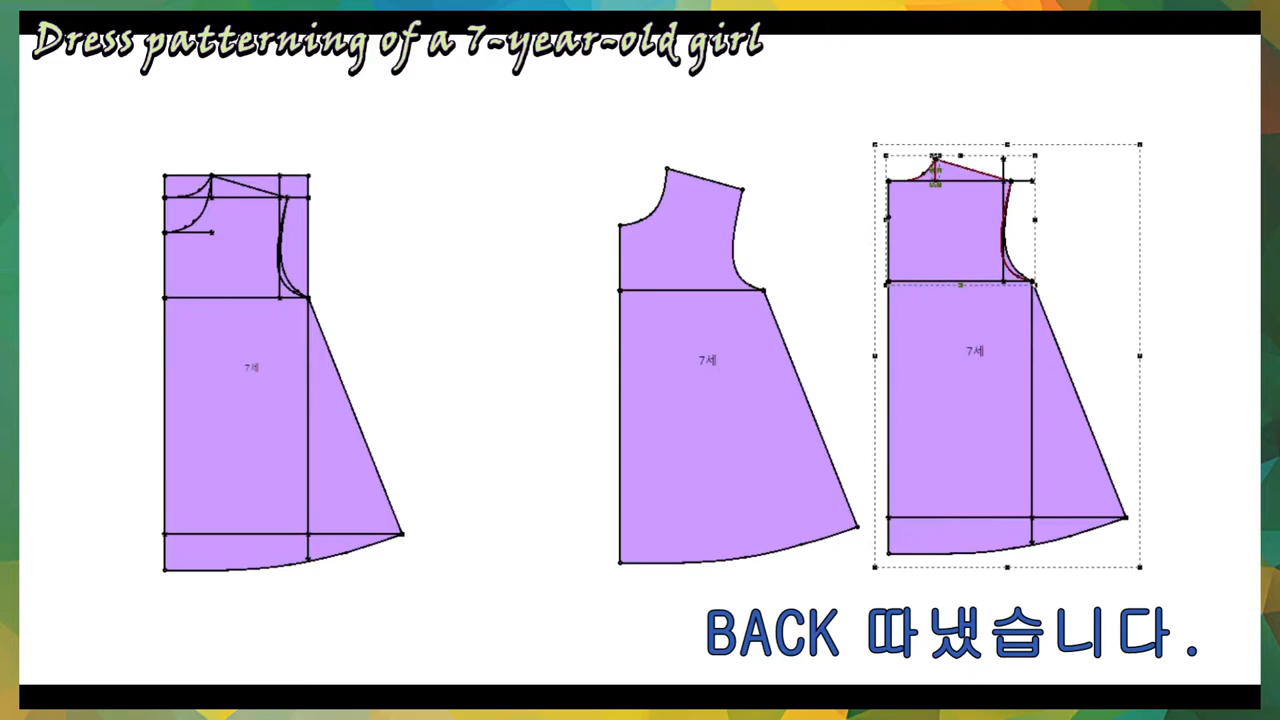 Dress patterning of a 7-year-old girl
7세
7세
7세
BACK 따냈습니다.